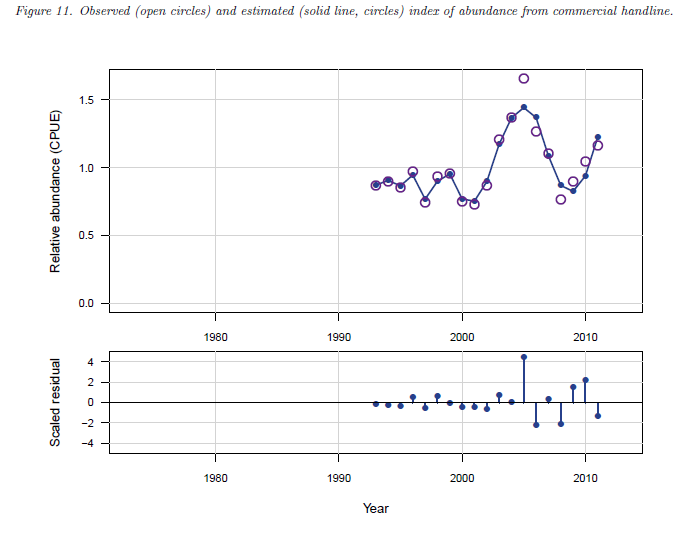 Figure 11. Observed (open circles) and estimated (solid line, circles) index of abundance from commercial handline.
Relative abundance (CPUE)
1.5
1.0
0.5
0.0
1980 1990 2000 2010
Scaled residual
4
2
0
−2
−4
1980 1990 2000 2010
Year